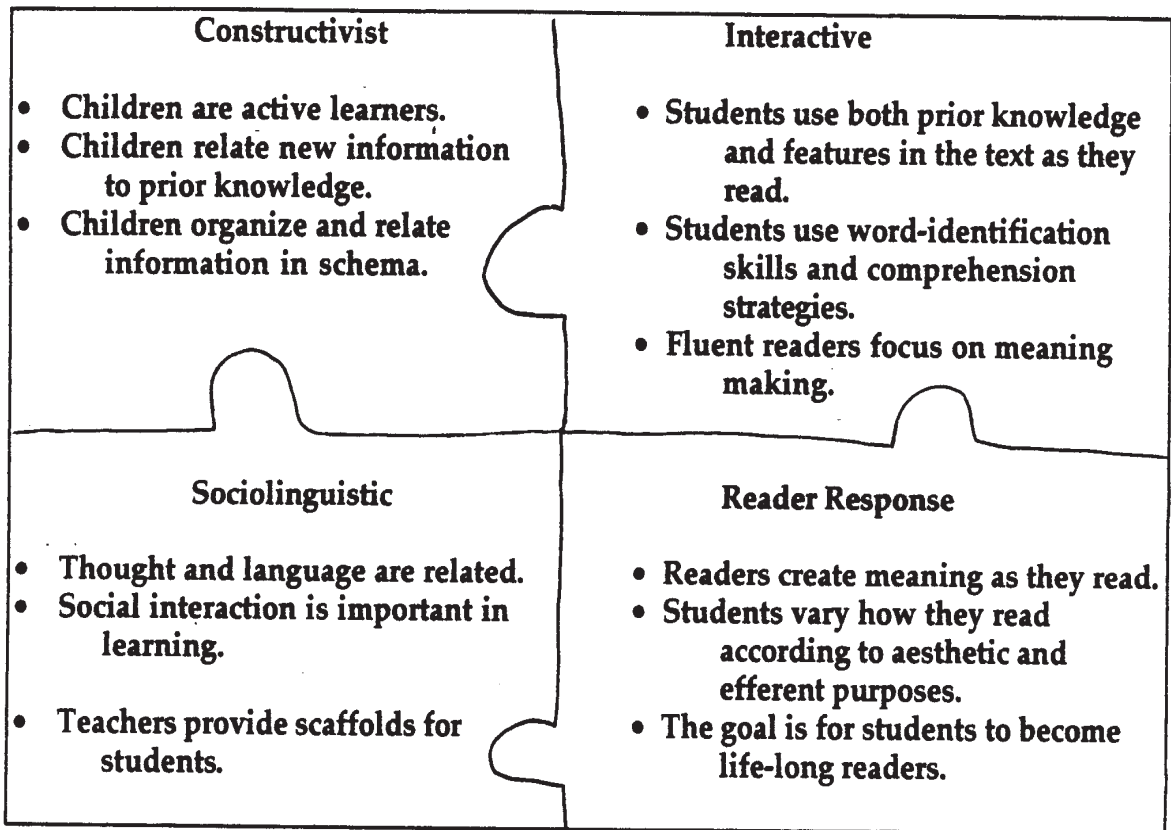 Constructivist
• Children are active learners.
• Children relate new information
to prior knowledge.
• Children organize and relate
information in schema.
Interactive
• Students use both prior knowledge
and features in the text as they
read.
• Students use word-identification
skills and comprehension
strategies.
• Fluent readers focus on meaning
making.
Sociolinguistic
• Thought and language are related.
• Social interaction is important in
learning.
• Teachers provide scaffolds for
students.
Reader Response
• Readers create meaning as they read.
• Students vary how they read
according to aesthetic and
efferent purposes.
• The goal is for students to become
life-long readers.